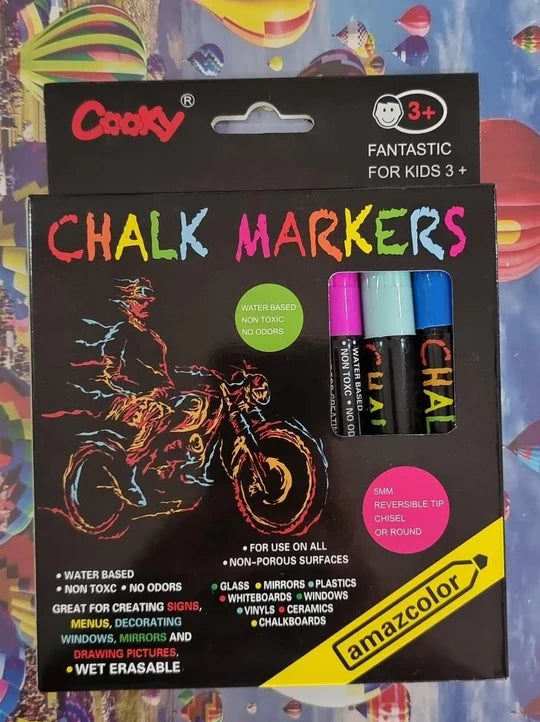 Cooky ®
3+
FANTASTIC
FOR KIDS 3 +
CHALK MARKERS
WATER BASED
NON TOXIC
NO ODORS
• WATER BASED
• NON TOXC • NO OD
CHA
CHAL
5MM
REVERSIBLE TIP
CHISEL
OR ROUND
• FOR USE ON ALL
• NON-POROUS SURFACES
• WATER BASED
• NON TOXC • NO ODORS
GREAT FOR CREATING SIGNS,
MENUS, DECORATING
WINDOWS, MIRRORS AND
DRAWING PICTURES.
• WET ERASABLE
• GLASS • MIRRORS • PLASTICS
• WHITEBOARDS • WINDOWS
• VINYLS • CERAMICS
• CHALKBOARDS
amazcolor